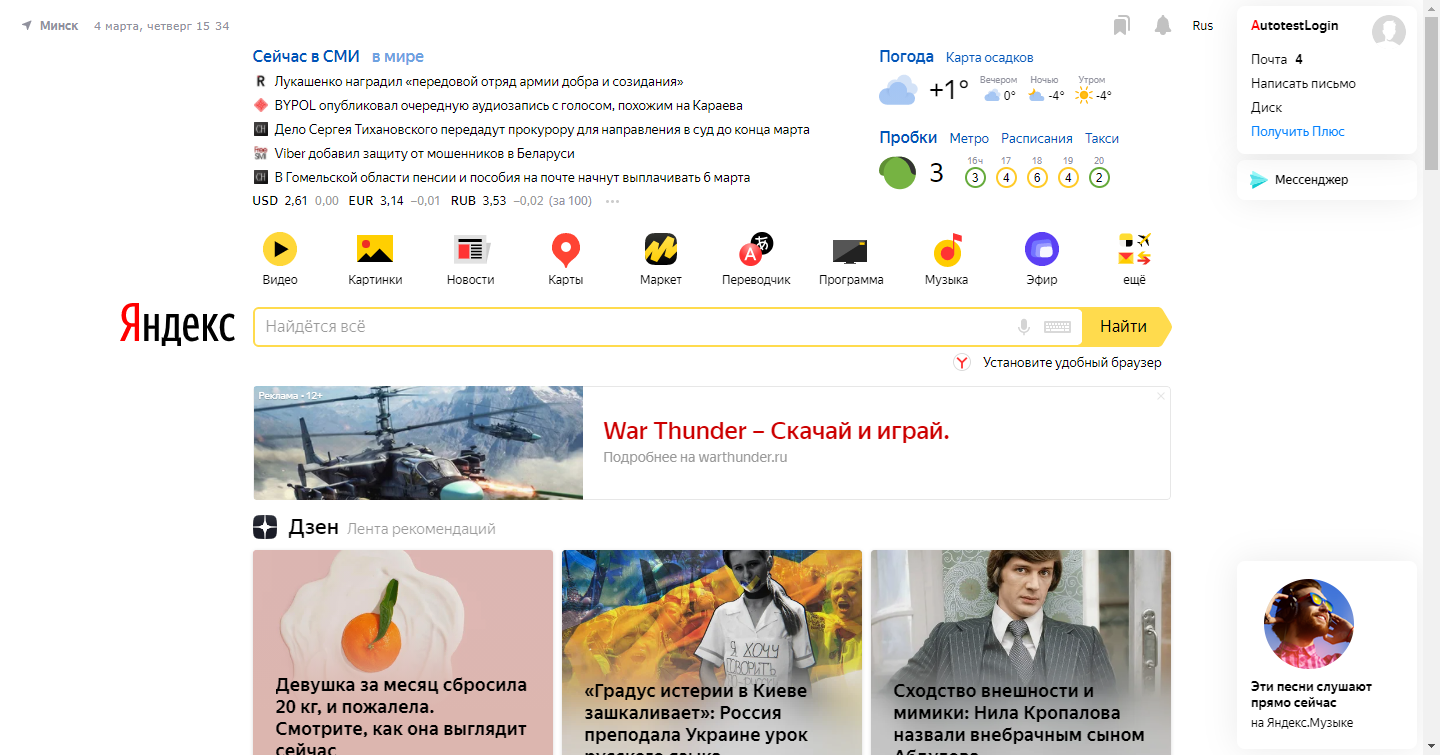 Минск 4 марта, четверг 15 34
Rus
AutotestLogin
Почта 4
Написать письмо
Диск
Получить Плюс
Мессенджер
Сейчас в СМИ в мире
Лукашенко наградил «передовой отряд армии добра и созидания»
BYPOL опубликовал очередную аудиозапись с голосом, похожим на Караева
Дело Сергея Тихановского передадут прокурору для направления в суд до конца марта
Viber добавил защиту от мошенников в Беларуси
В Гомельской области пенсии и пособия на почте начнут выплачивать 6 марта
USD 2,61 0,00 EUR 3,14 −0,01 RUB 3,53 −0,02 (за 100)
Погода Карта осадков
+1° Вечером 0° Ночью -4° Утром -4°
Пробки Метро Расписания Такси
16ч 17 18 19 20
3 3 4 6 4 2
Видео Картинки Новости Карты Маркет Переводчик Программа Музыка Эфир ещё
Яндекс
Найдётся всё
Найти
Установите удобный браузер
Реклама • 12+
War Thunder – Скачай и играй.
Подробнее на warthunder.ru
Дзен Лента рекомендаций
Девушка за месяц сбросила
20 кг, и пожалела.
Смотрите, как она выглядит
сейчас
Я ХОЧУ
ГОВОРИТЬ
«Градус истерии в Киеве
зашкаливает»: Россия
преподала Украине урок
русского языка
Сходство внешности и
мимики: Нила Кропалова
назвали внебрачным сыном
Абдулова
Эти песни слушают
прямо сейчас
на Яндекс.Музыке